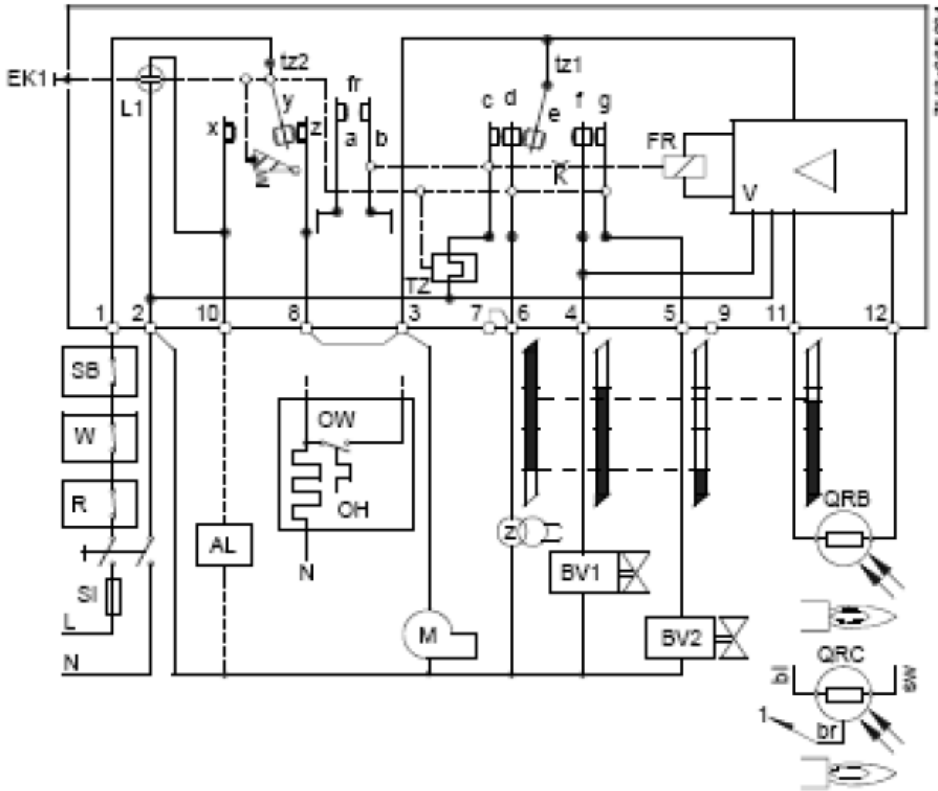 EK1
L1
tz2
fr
y
x
z
a
b
tz1
c
d
e
f
g
FR
V
K
TZ
1
2
10
8
3
7
6
4
5
9
11
12
SB
W
R
SI
L
N
AL
OW
OH
N
M
Z
BV1
BV2
QRB
QRC
bl
sw
1
br